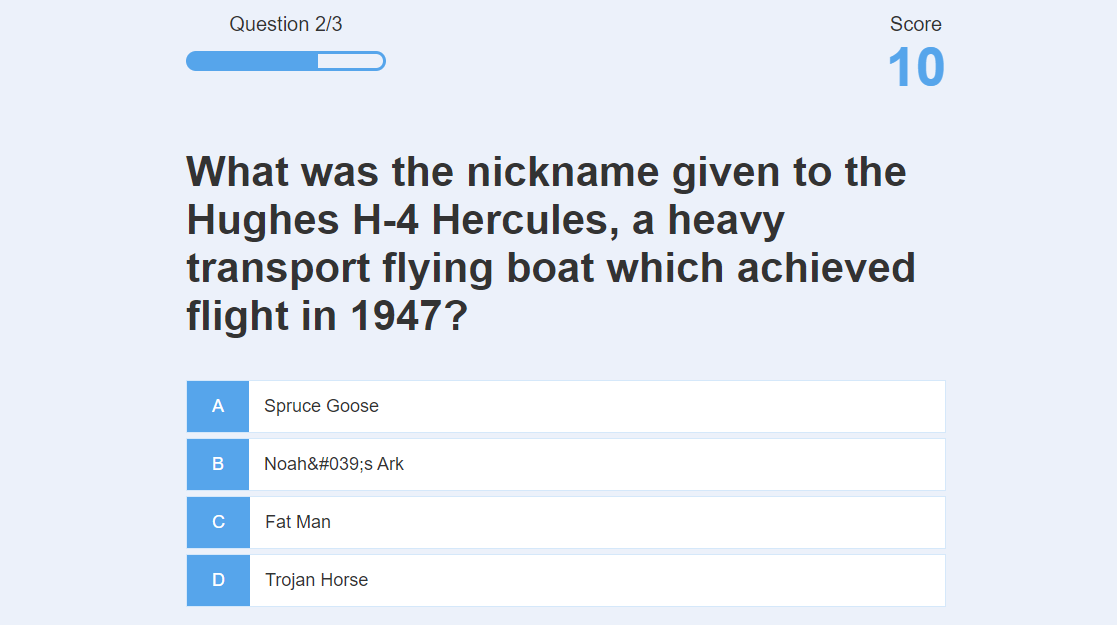 Question 2/3
Score
10
What was the nickname given to the
Hughes H-4 Hercules, a heavy
transport flying boat which achieved
flight in 1947?
A Spruce Goose
B Noah&#039;s Ark
C Fat Man
D Trojan Horse